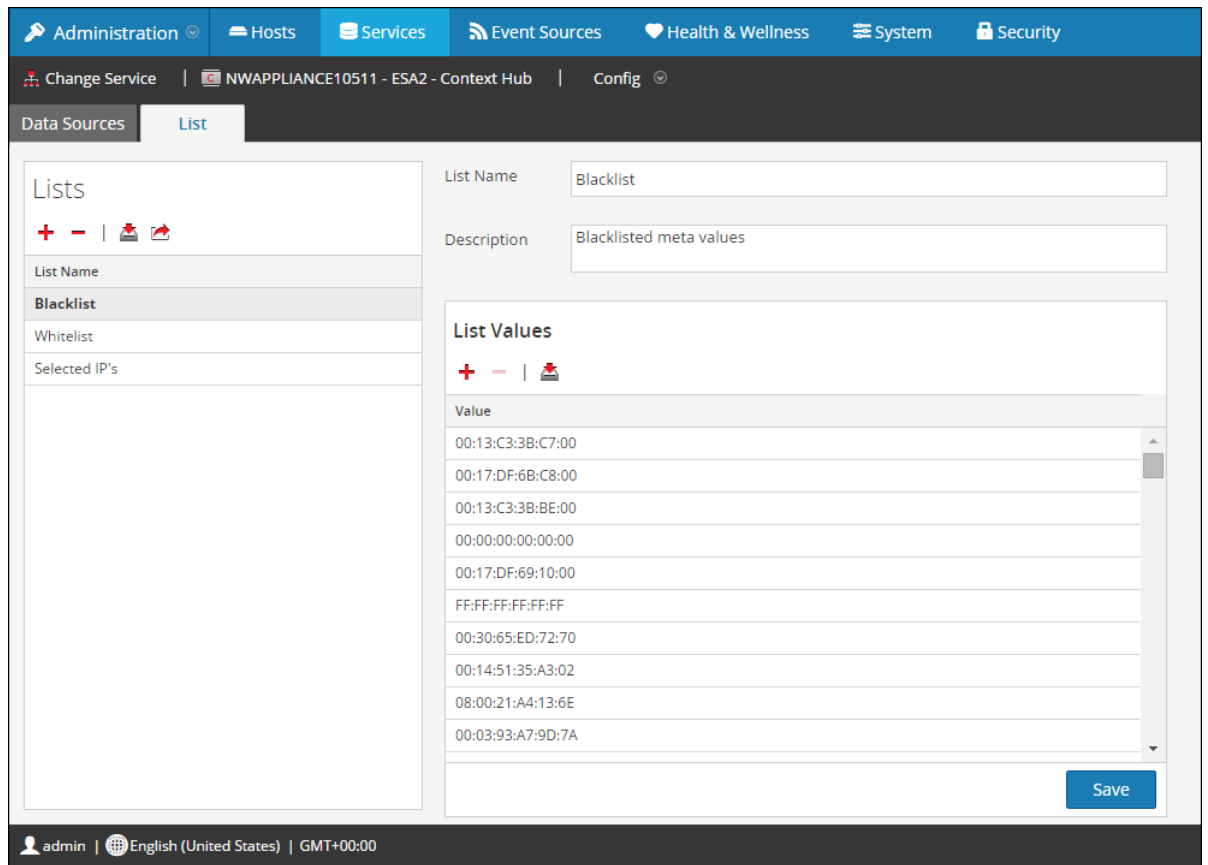 Administration Hosts Services Event Sources Health & Wellness System Security
Change Service | NWAPPLIANCE10511 - ESA2 - Context Hub | Config
Data Sources List
Lists
List Name
Blacklist
Whitelist
Selected IP's
List Name Blacklist
Description Blacklisted meta values
List Values
Value
00:13:C3:3B:C7:00
00:17:DF:6B:C8:00
00:13:C3:3B:BE:00
00:00:00:00:00:00
00:17:DF:69:10:00
FF:FF:FF:FF:FF:FF
00:30:65:ED:72:70
00:14:51:35:A3:02
08:00:21:A4:13:6E
00:03:93:A7:9D:7A
Save
admin | English (United States) | GMT+00:00